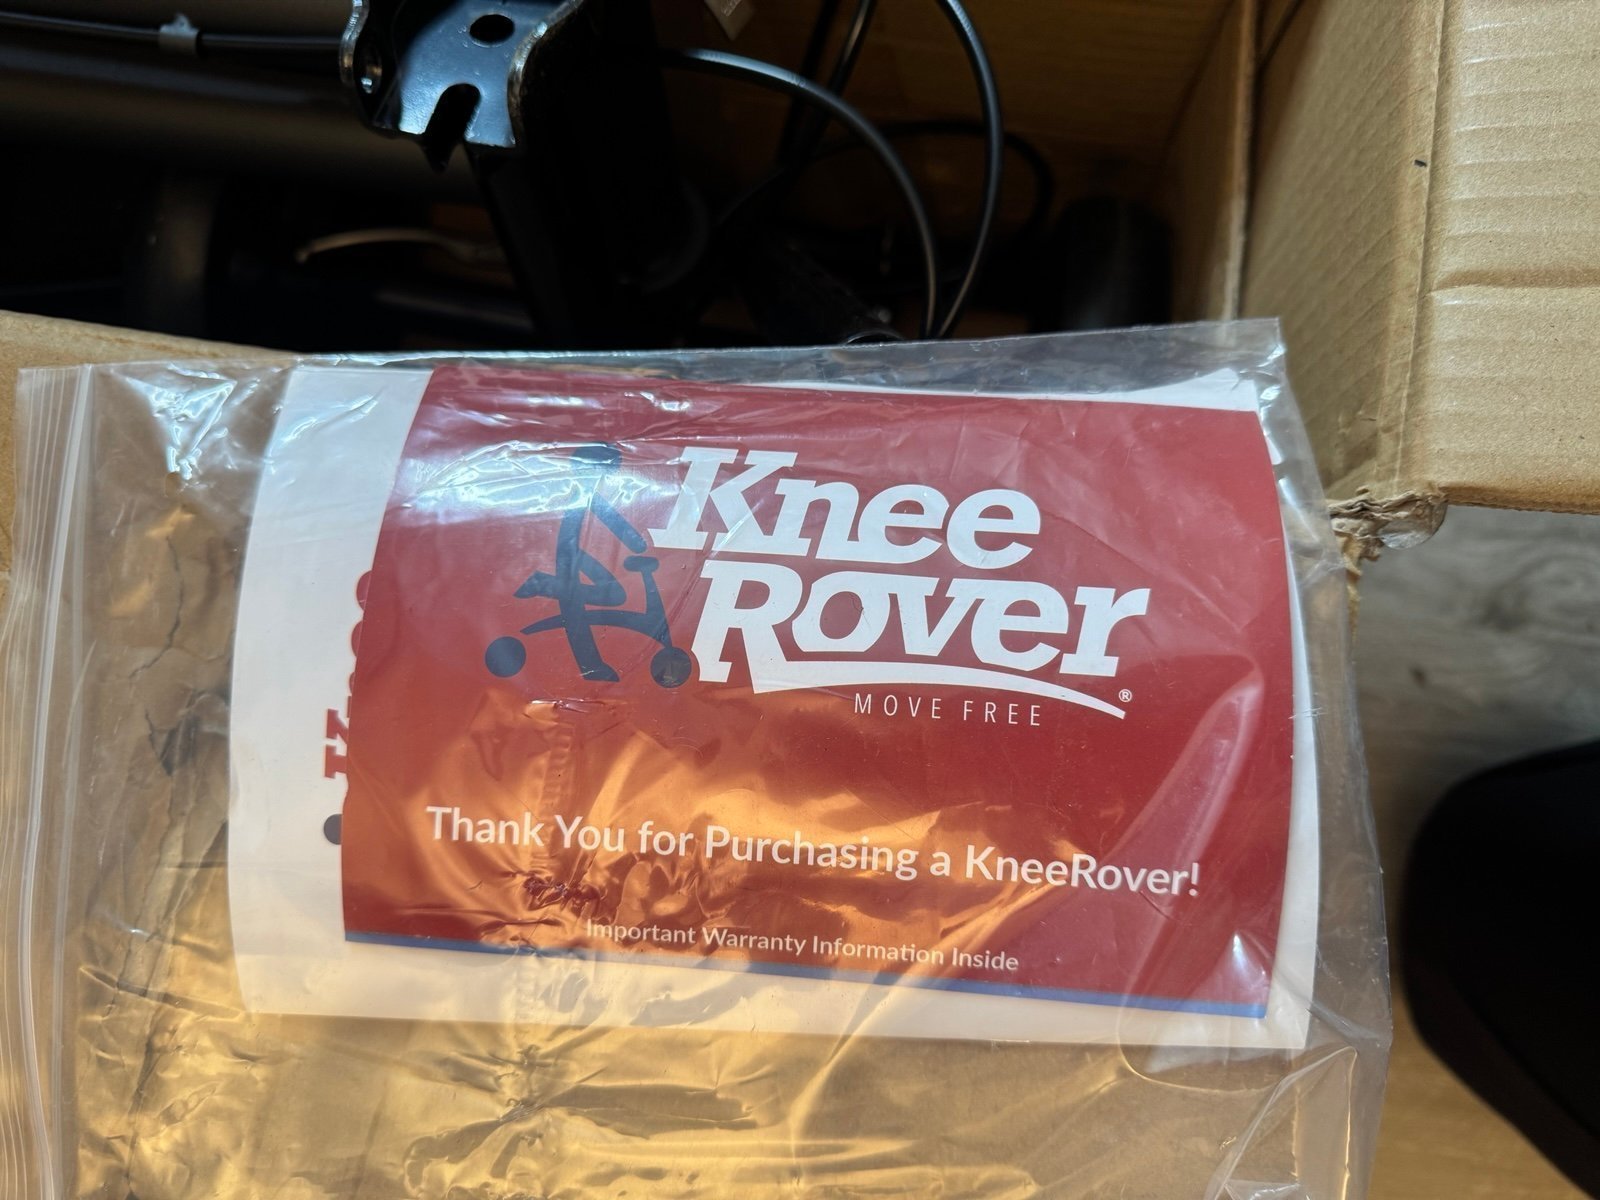 Knee
Rover®
MOVE FREE
Thank You for Purchasing a KneeRover!
Important Warranty Information Inside